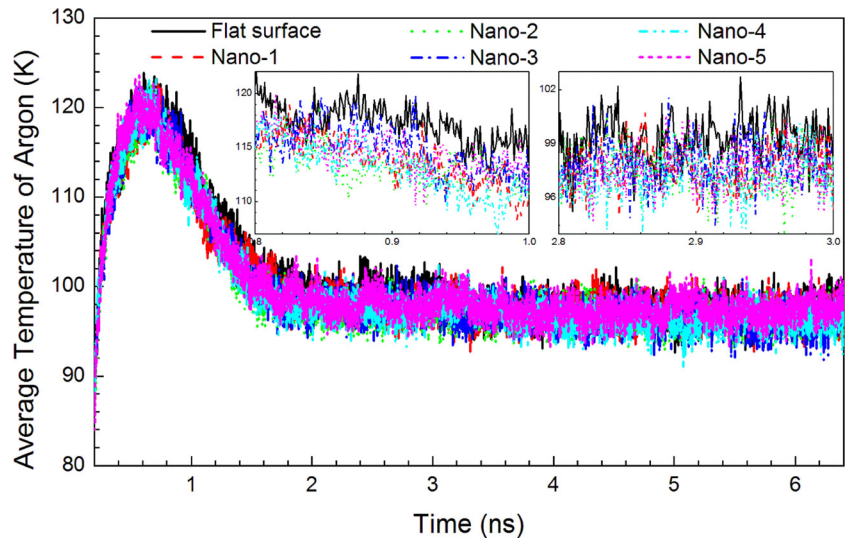 Flat surface Nano-2 Nano-4
Nano-1 Nano-3 Nano-5
Average Temperature of Argon (K)
130
120
110
100
90
80
1 2 3 4 5 6
Time (ns)
120
115
110
8 0.9 1.0
102
99
96
2.8 2.9 3.0